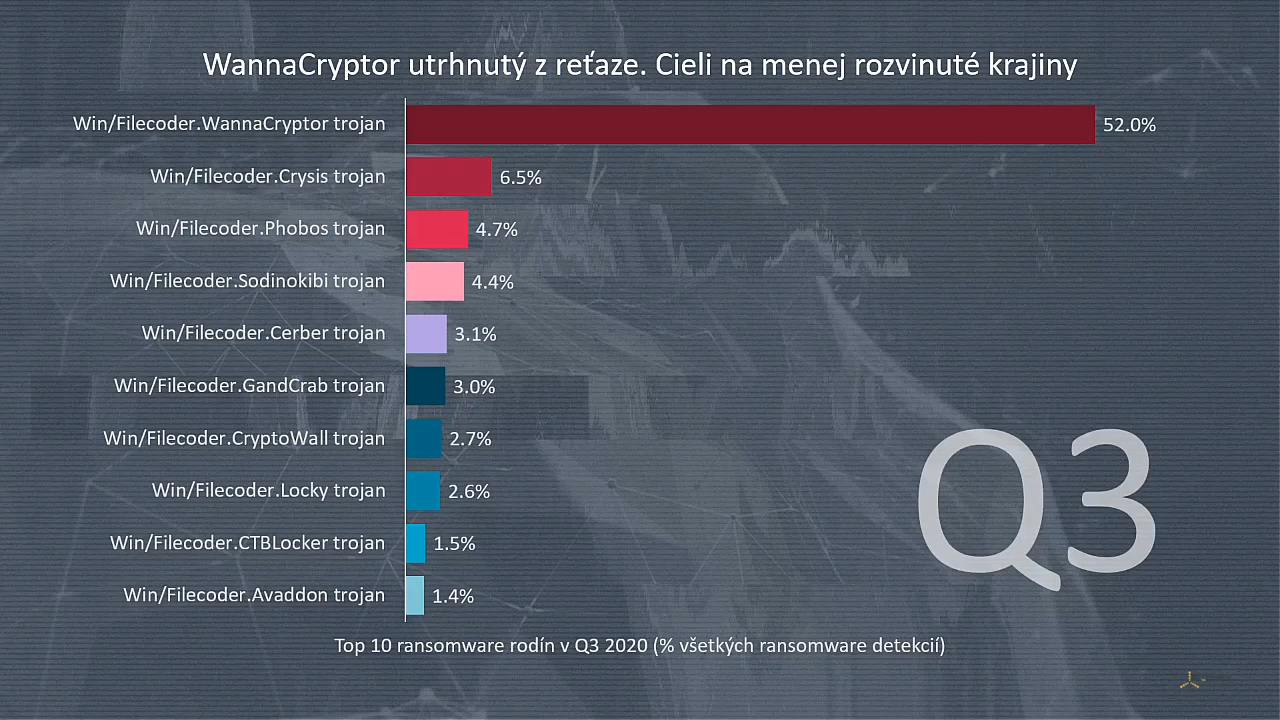 WannaCryptor utrhnutý z reťaze. Cieli na menej rozvinuté krajiny
Win/Filecoder.WannaCryptor trojan 52.0%
Win/Filecoder.Crysis trojan 6.5%
Win/Filecoder.Phobos trojan 4.7%
Win/Filecoder.Sodinokibi trojan 4.4%
Win/Filecoder.Cerber trojan 3.1%
Win/Filecoder.GandCrab trojan 3.0%
Win/Filecoder.CryptoWall trojan 2.7%
Win/Filecoder.Locky trojan 2.6%
Win/Filecoder.CTBLocker trojan 1.5%
Win/Filecoder.Avaddon trojan 1.4%
Q3
Top 10 ransomware rodín v Q3 2020 (% všetkých ransomware detekcií)